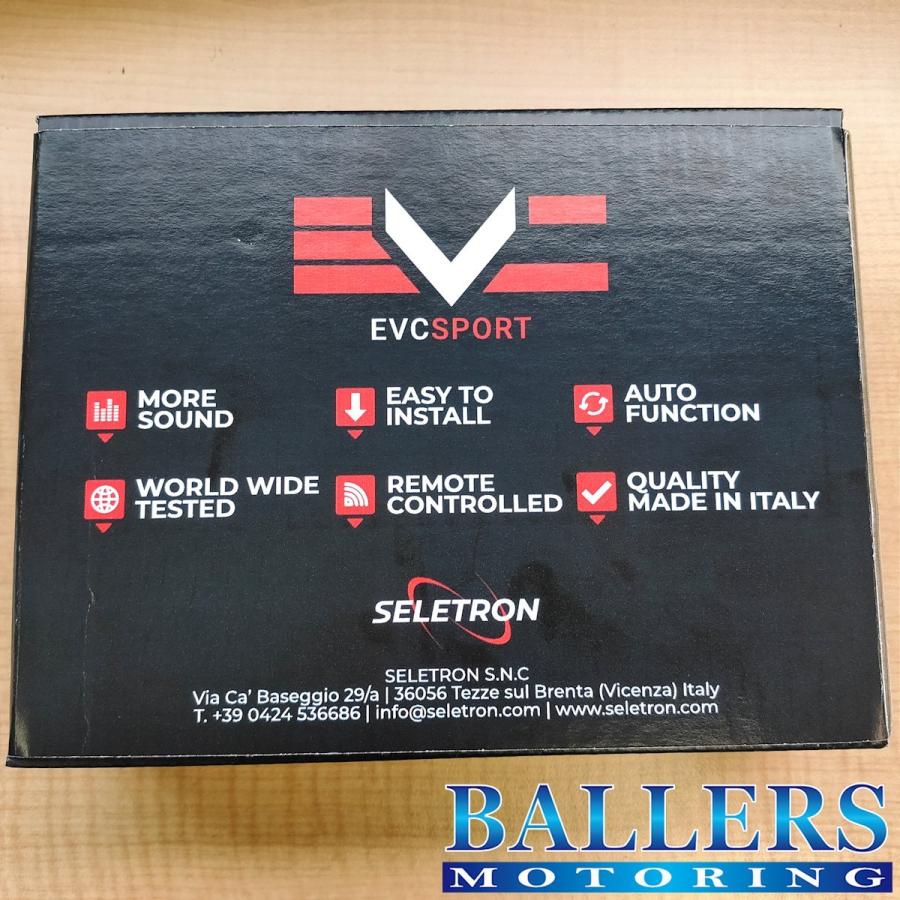 EVC
EVCSPORT
MORE
SOUND
EASY TO
INSTALL
AUTO
FUNCTION
WORLD WIDE
TESTED
REMOTE
CONTROLLED
QUALITY
MADE IN ITALY
SELETRON
SELETRON S.N.C
Via Ca' Baseggio 29/a | 36056 Tezze sul Brenta (Vicenza) Italy
T. +39 0424 536686 | info@seletron.com | www.seletron.com
BALLERS
MOTORING